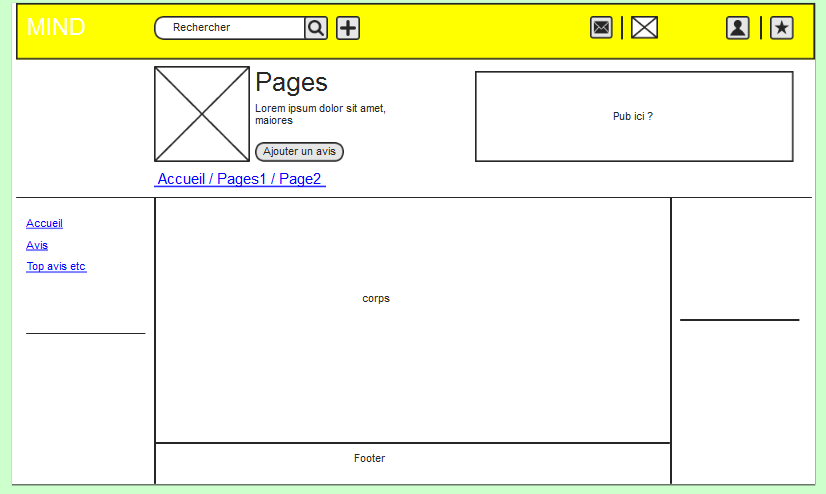 MIND
Rechercher
Pages
Lorem ipsum dolor sit amet,
maiores
Pub ici ?
Ajouter un avis
Accueil / Pages1 / Page2
Accueil
Avis
Top avis etc
corps
Footer